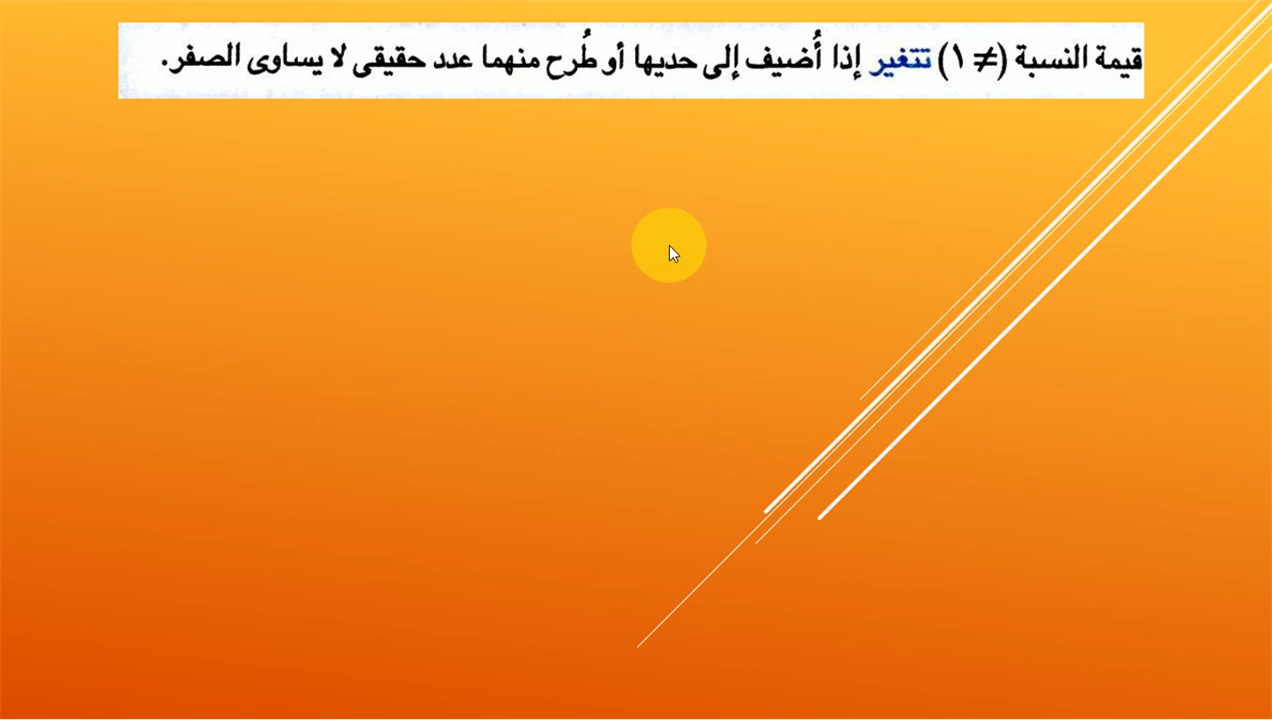 قيمة النسبة (≠ ١) تتغير إذا أُضيف إلى حديها أو طُرح منهما عدد حقيقى لا يساوى الصفر.